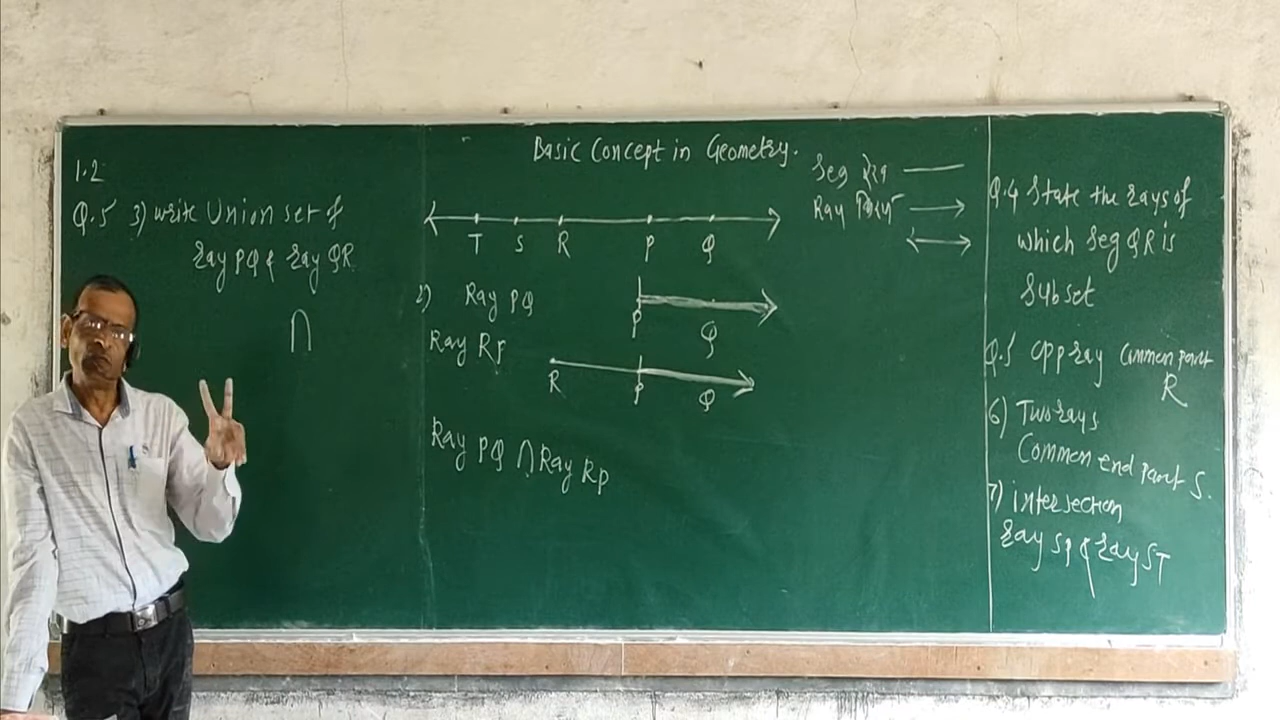 Basic Concept in Geometry.
1.2
Q.5 3) write Union set of
ray PQ & ray QR
∩
T S R P Q
2) Ray PQ
P Q
Ray RP
R P Q
Ray PQ ∩ Ray RP
Seg रेख
Ray किरण
Q.4 State the rays of
which seg QR is
subset
Q.5 opp ray Common point
R
6) Two rays
Common end point S.
7) intersection
ray SP & ray ST